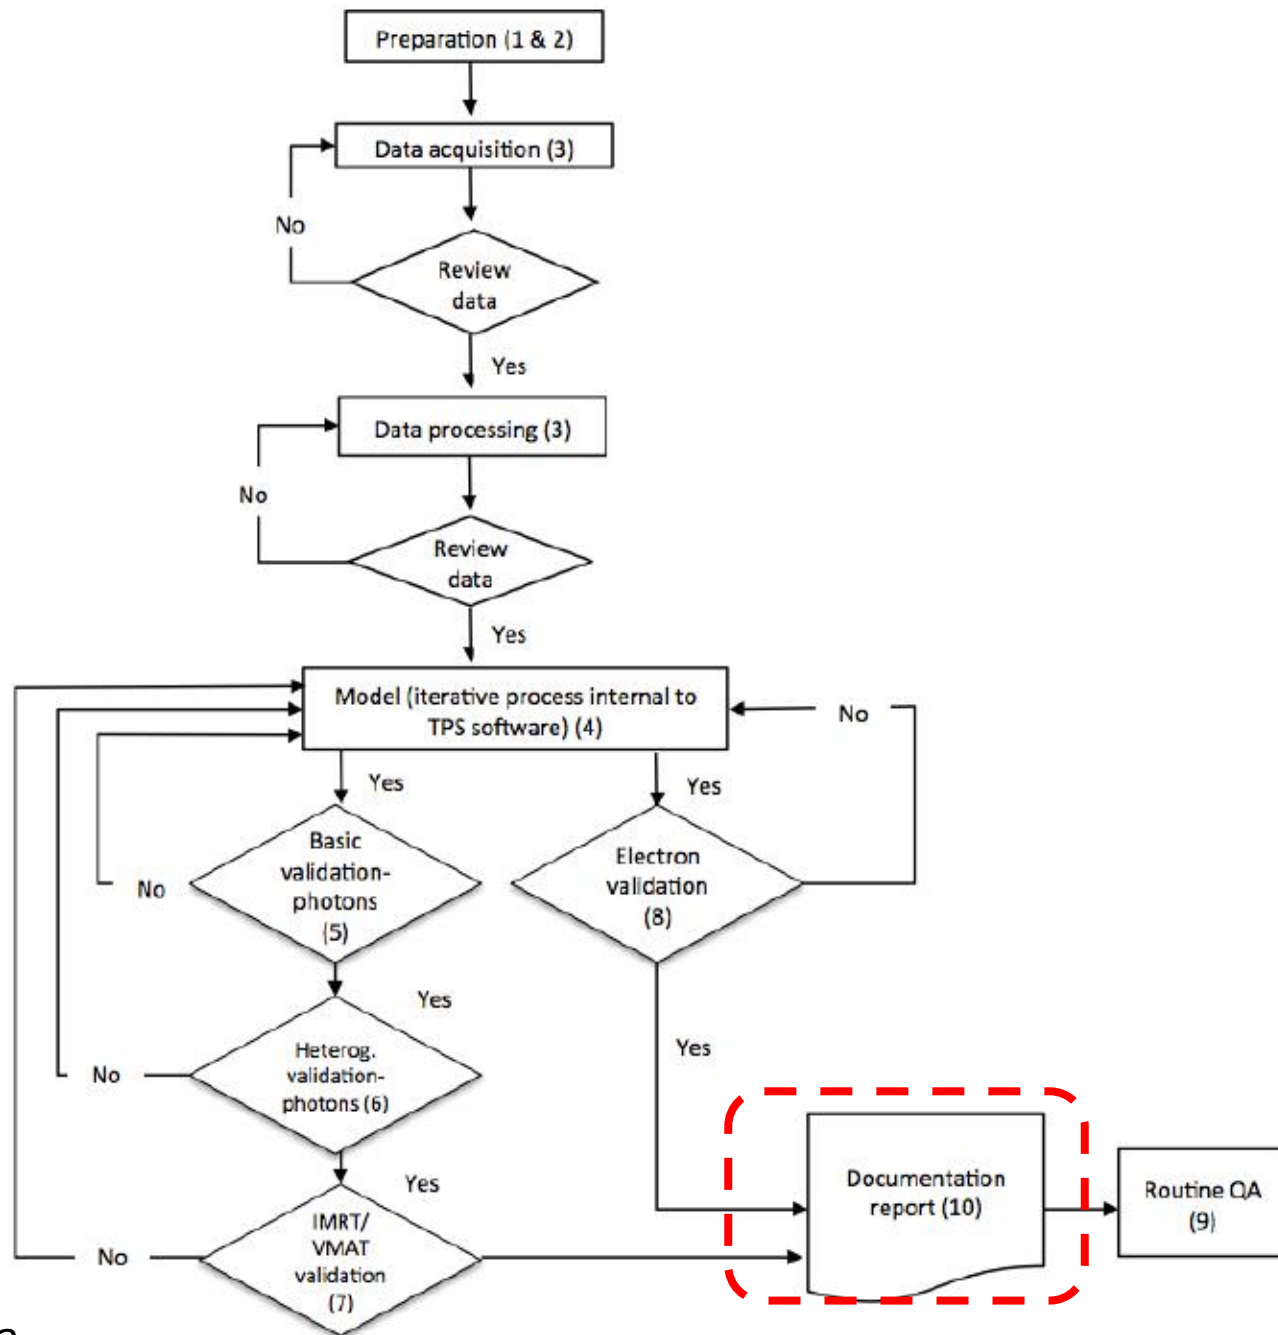 Preparation (1 & 2)
Data acquisition (3)
No
Review
data
Yes
Data processing (3)
No
Review
data
Yes
Model (iterative process internal to
TPS software) (4)
No
Yes
Yes
Basic
validation-
photons
(5)
No
Electron
validation
(8)
Yes
Heterog.
validation-
photons (6)
No
Yes
Yes
IMRT/
VMAT
validation
(7)
No
Documentation
report (10)
Routine QA
(9)